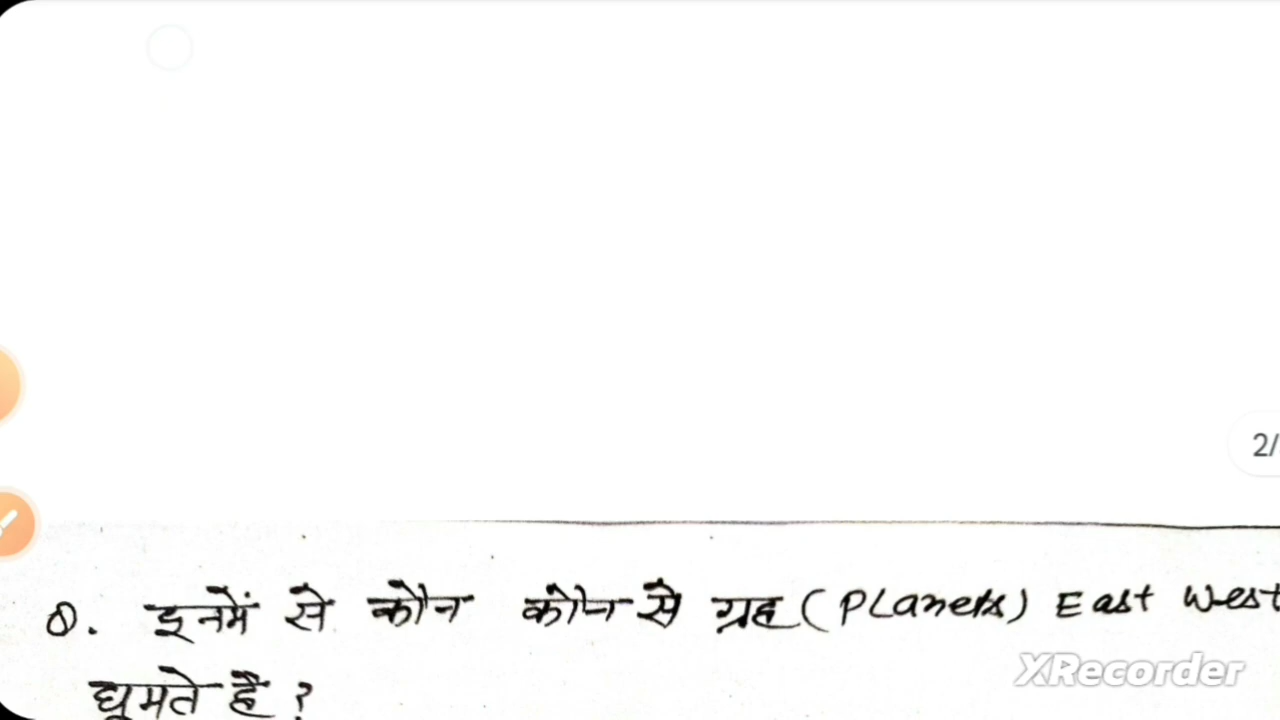 2/
Q. इनमें से कौन कौन से ग्रह (Planets) East West
घूमते है ?
XRecorder